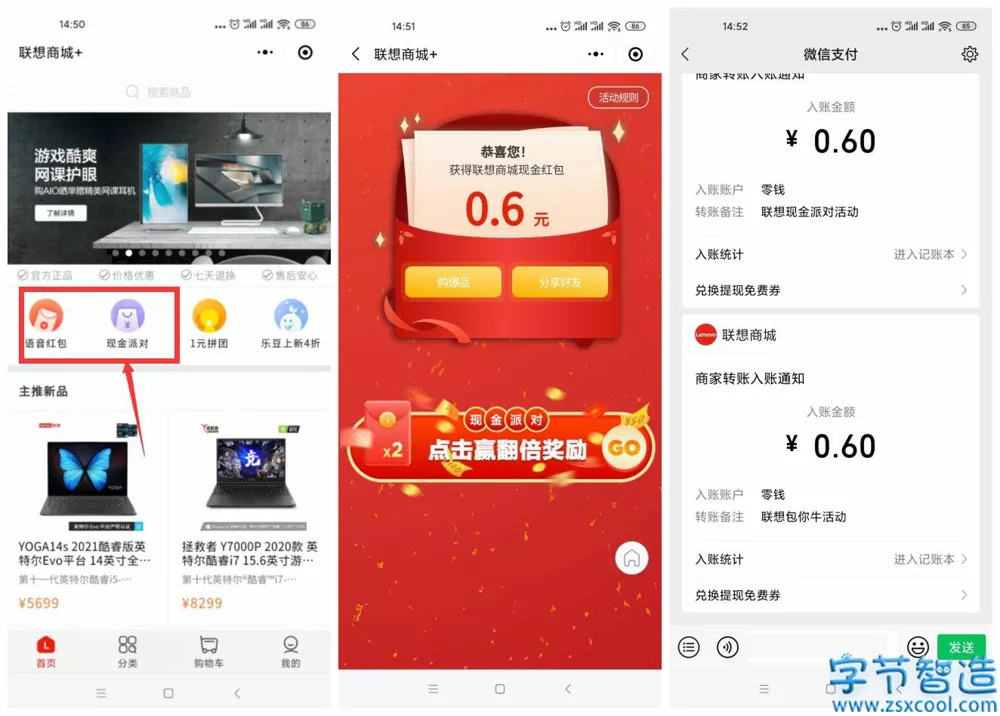 14:50
86
联想商城+
搜索商品
游戏酷爽
网课护眼
购AIO晒单赠精美网课耳机
了解详情
官方正品
价格优惠
七天退换
售后安心
语音红包
现金派对
1元拼团
乐豆上新4折
主推新品
YOGA
英特尔 Evo 平台严苛认证
竞
YOGA14s 2021酷睿版英
特尔Evo平台 14英寸全···
第十一代英特尔酷睿i5-···
¥5699
拯救者 Y7000P 2020款 英
特尔酷睿i7 15.6英寸游···
第十代英特尔®酷睿™i7-···
¥8299
首页
分类
购物车
我的
14:51
86
联想商城+
活动规则
恭喜您!
获得联想商城现金红包
0.6 元
购爆品
分享好友
现金派对
x2
点击赢翻倍奖励
GO
14:52
85
微信支付
商家转账入账通知
入账金额
¥ 0.60
入账账户 零钱
转账备注 联想现金派对活动
入账统计 进入记账本
兑换提现免费券
Lenovo 联想商城
商家转账入账通知
入账金额
¥ 0.60
入账账户 零钱
转账备注 联想包你牛活动
入账统计 进入记账本
兑换提现免费券
发送
字节智造
www.zsxcool.com